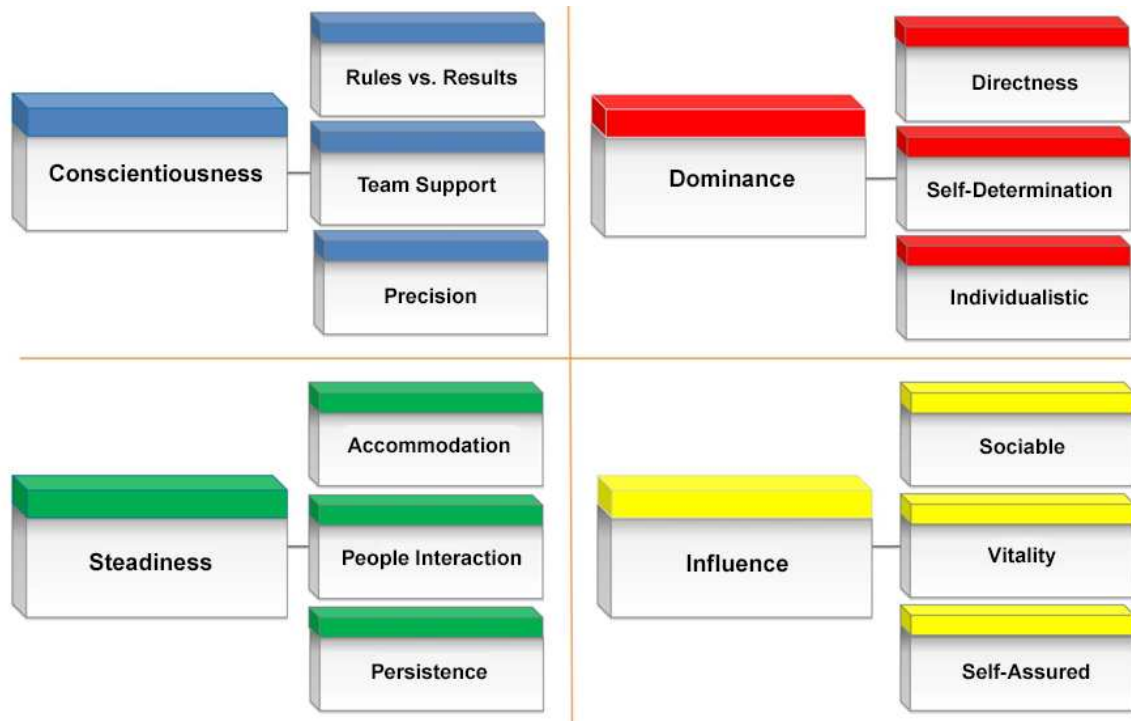 Conscientiousness
Rules vs. Results
Team Support
Precision
Dominance
Directness
Self-Determination
Individualistic
Steadiness
Accommodation
People Interaction
Persistence
Influence
Sociable
Vitality
Self-Assured